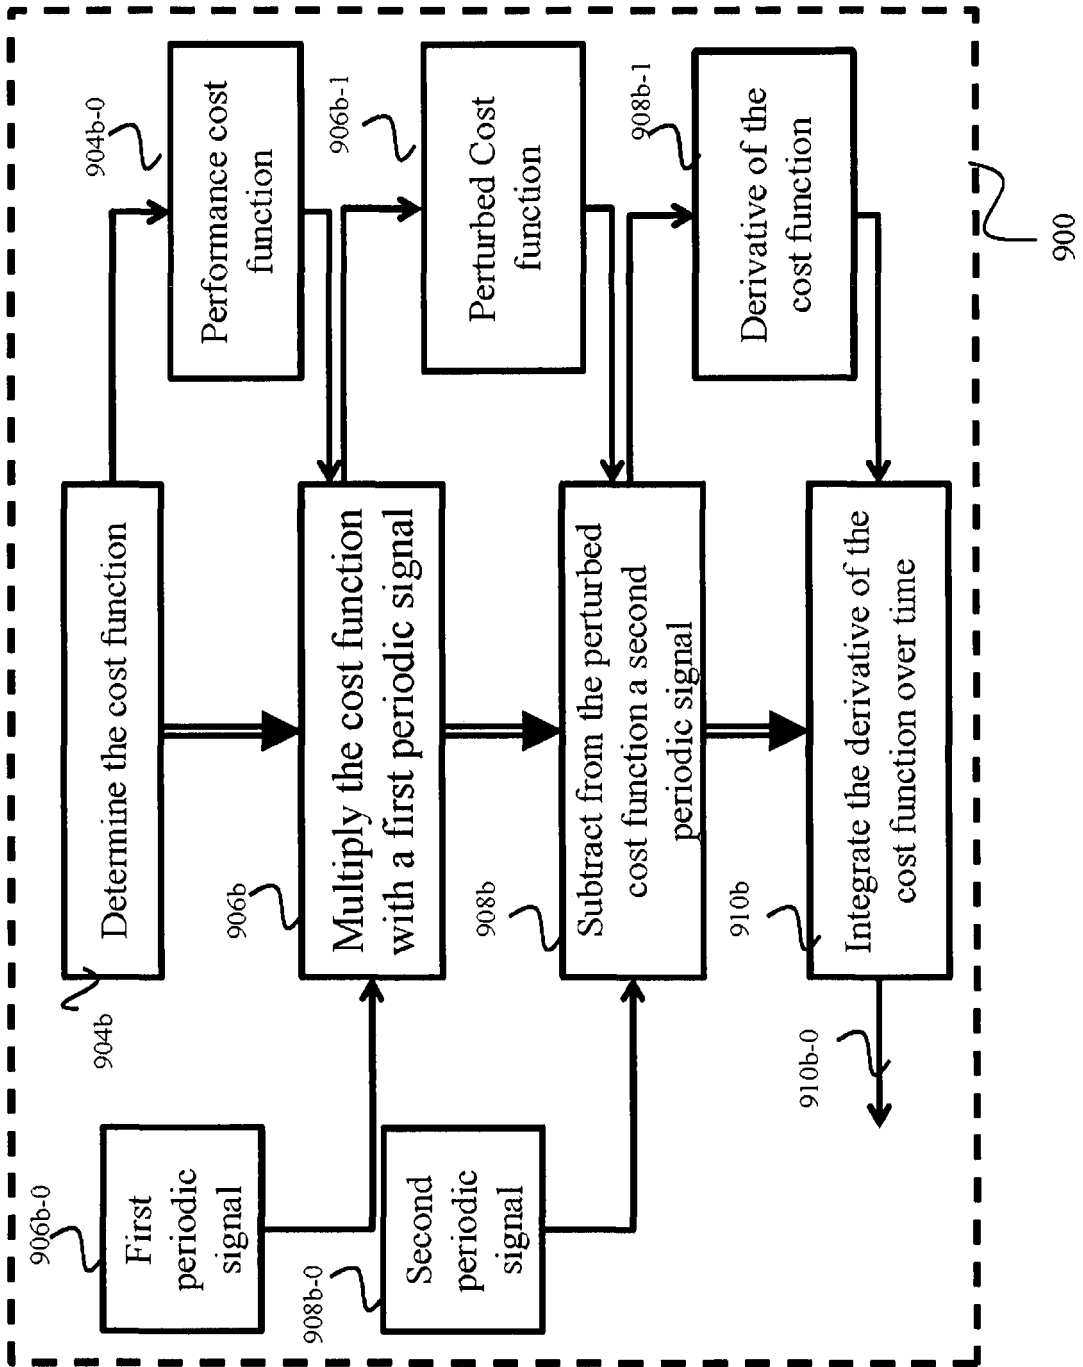 904b
Determine the cost function
904b-0
Performance cost
function
906b-0
First
periodic
signal
906b
Multiply the cost function
with a first periodic signal
906b-1
Perturbed Cost
function
908b-0
Second
periodic
signal
908b
Subtract from the perturbed
cost function a second
periodic signal
908b-1
Derivative of the
cost function
910b
Integrate the derivative of the
cost function over time
910b-0
900